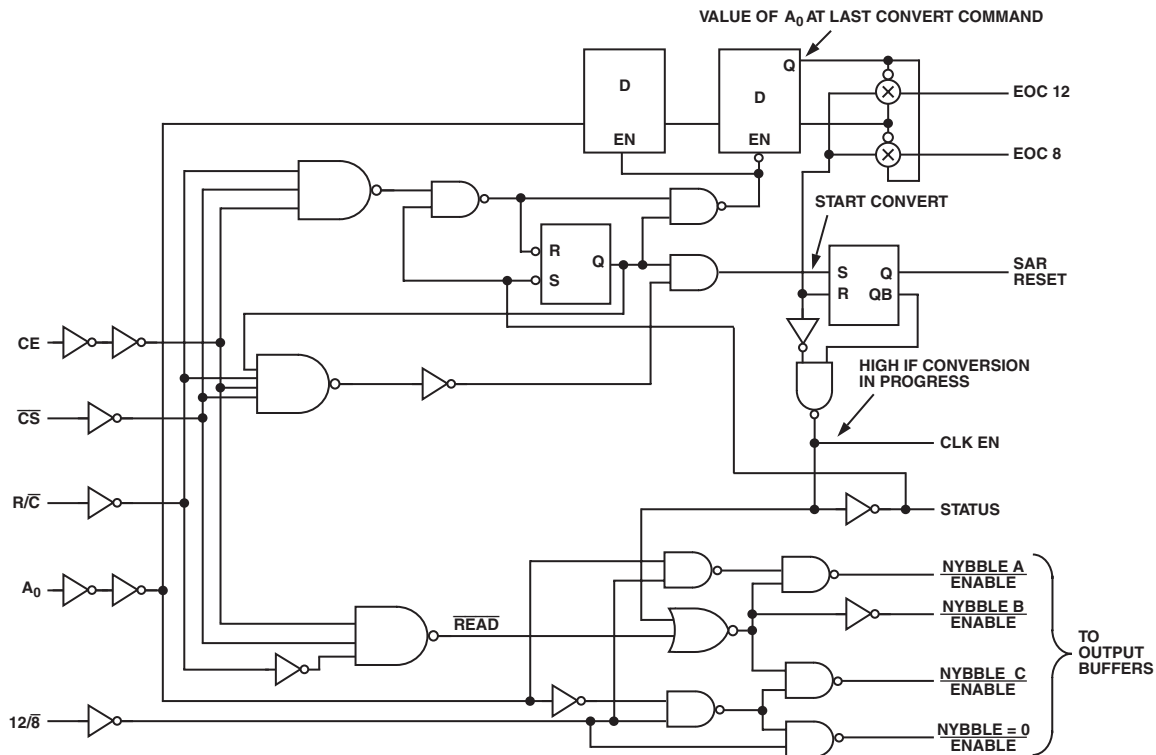 VALUE OF A0 AT LAST CONVERT COMMAND
D
EN
Q
D
EN
EOC 12
EOC 8
START CONVERT
R
S
Q
S
R
Q
QB
SAR
RESET
CE
CS
R/C
A0
12/8
HIGH IF CONVERSION
IN PROGRESS
CLK EN
STATUS
READ
NYBBLE A
ENABLE
NYBBLE B
ENABLE
NYBBLE C
ENABLE
NYBBLE = 0
ENABLE
TO
OUTPUT
BUFFERS